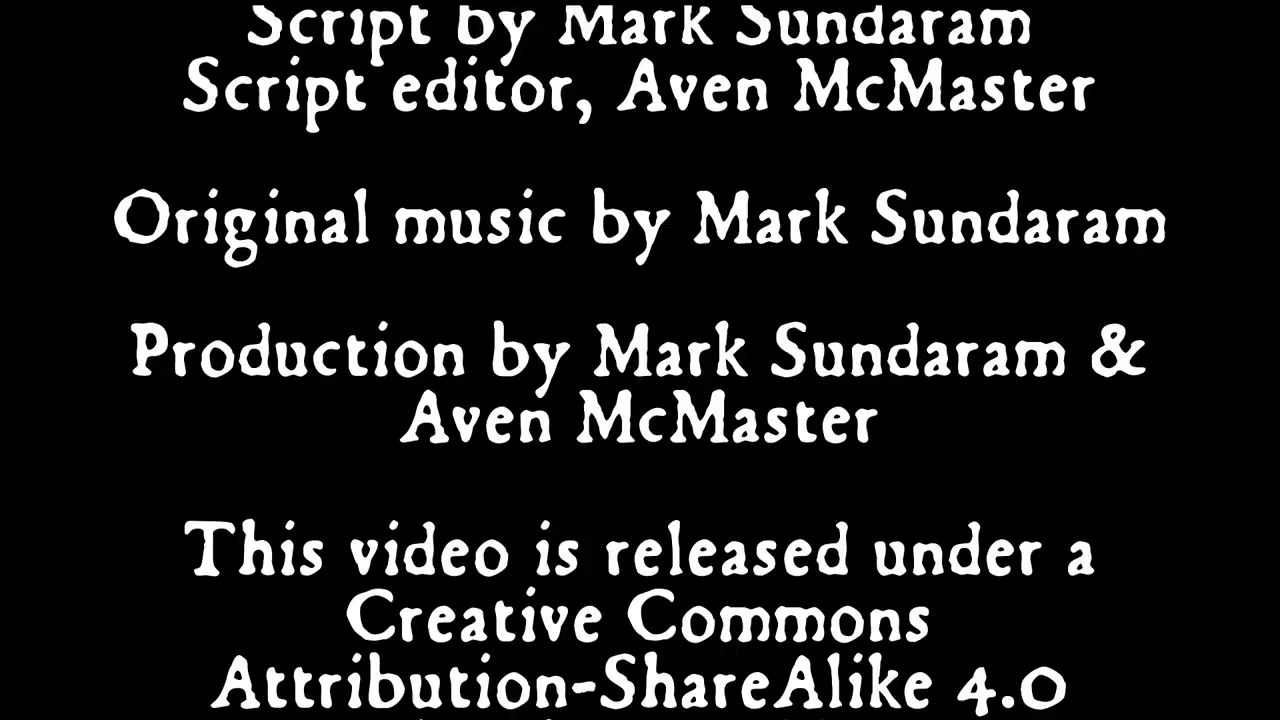 Script by Mark Sundaram
Script editor, Aven McMaster
Original music by Mark Sundaram
Production by Mark Sundaram &
Aven McMaster
This video is released under a
Creative Commons
Attribution-ShareAlike 4.0